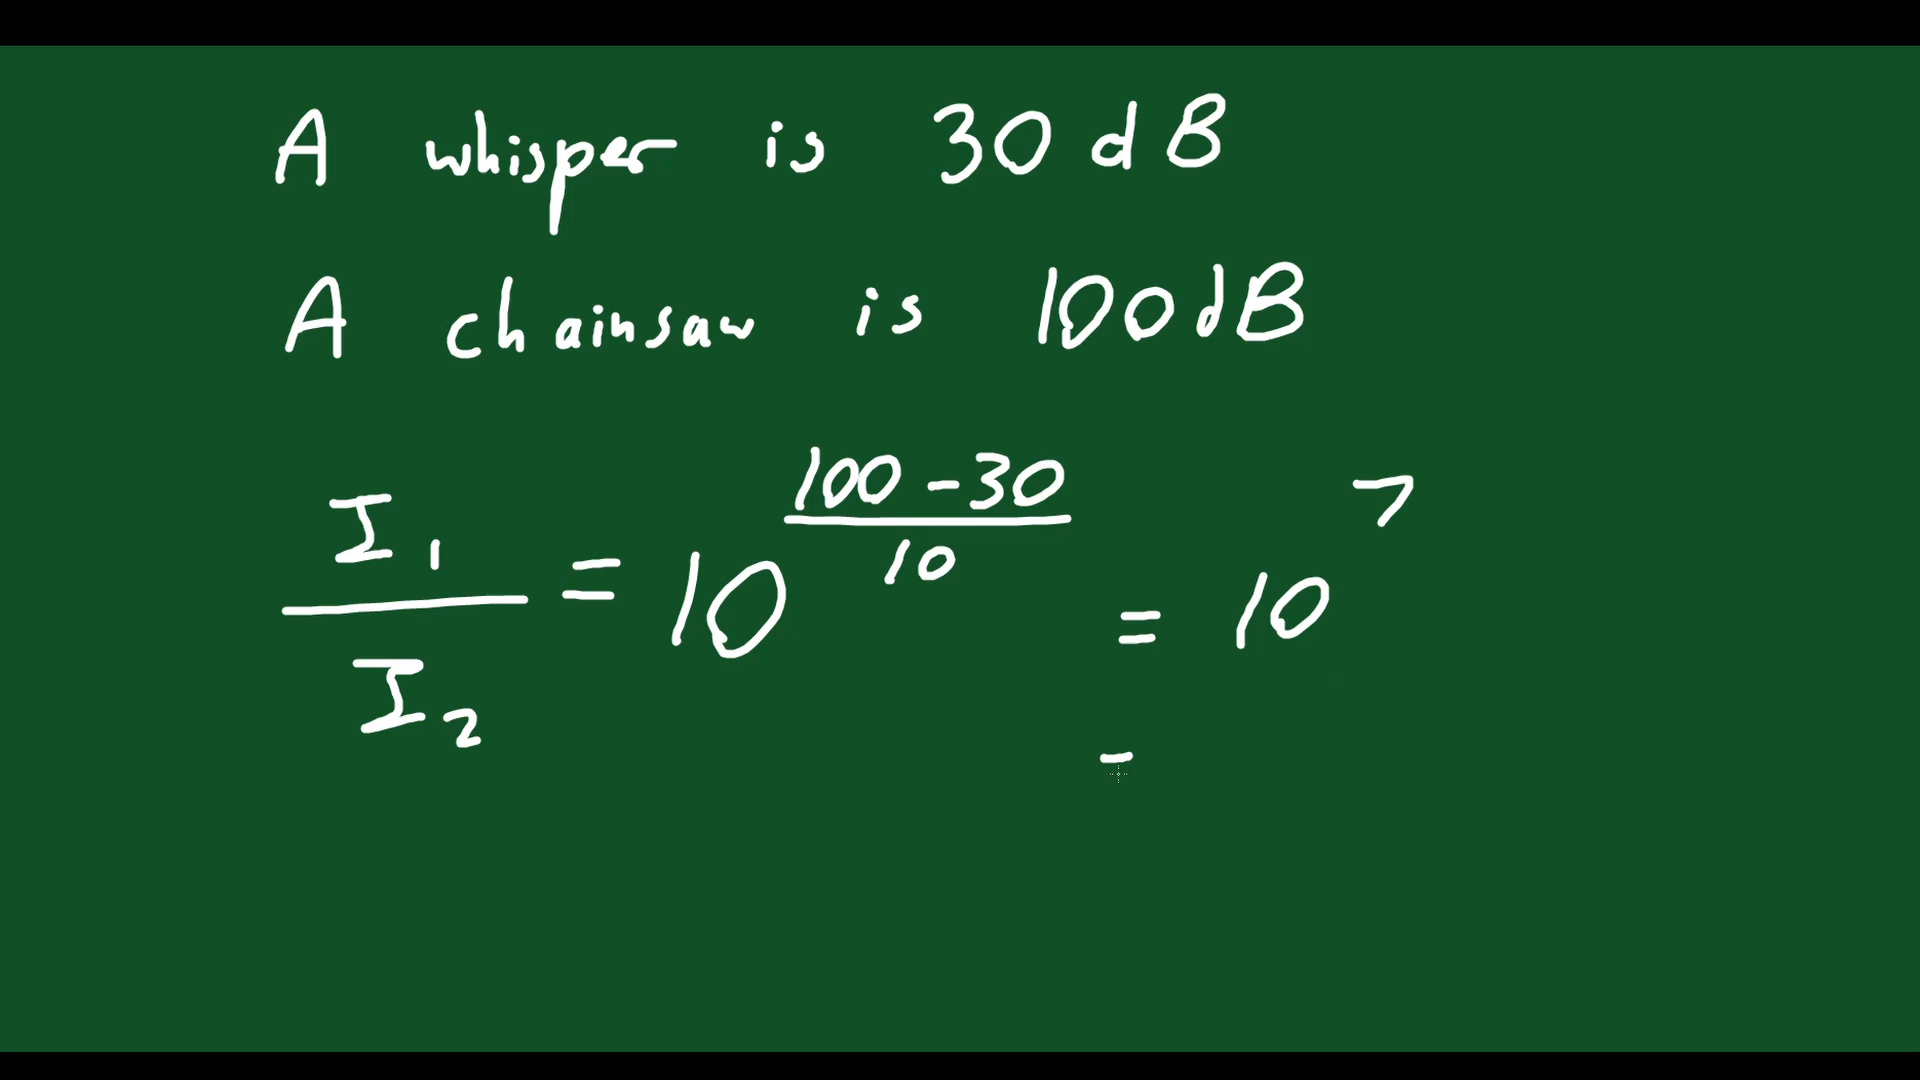 A whisper is 30 dB
A chainsaw is 100 dB
I₁/I₂ = 10^((100-30)/10) = 10^7
=